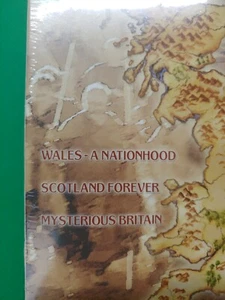 WALES - A NATIONHOOD
SCOTLAND FOREVER
MYSTERIOUS BRITAIN